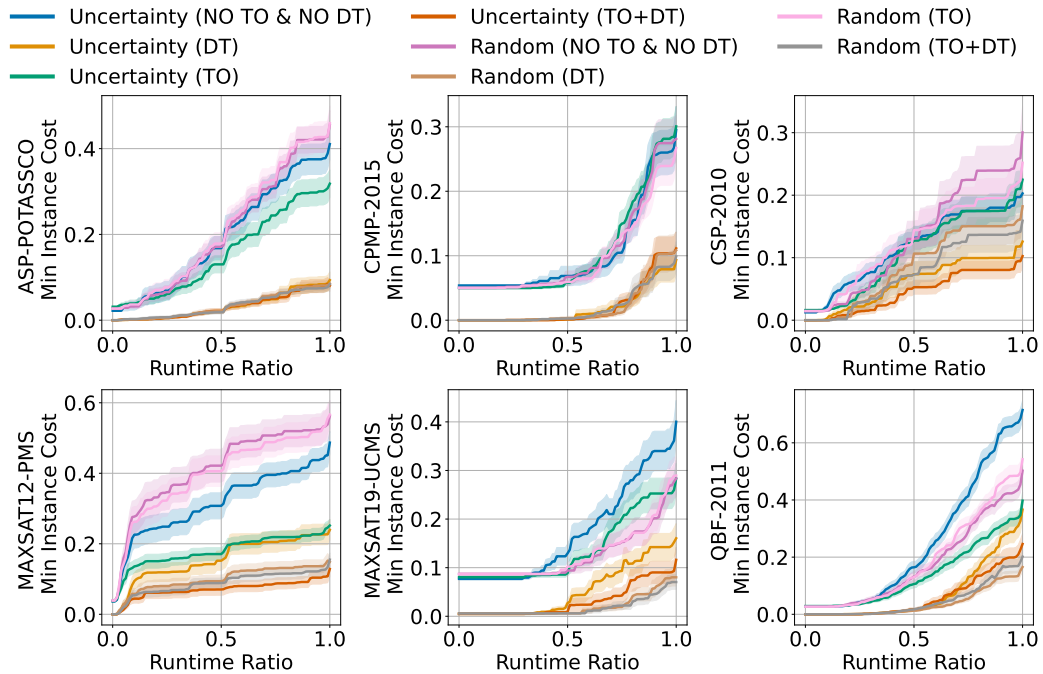 Uncertainty (NO TO & NO DT)
Uncertainty (TO+DT)
Random (TO)
Uncertainty (DT)
Random (NO TO & NO DT)
Random (TO+DT)
Uncertainty (TO)
Random (DT)
ASP-POTASSCO
Min Instance Cost
0.4
0.2
0.0
0.0 0.5 1.0
Runtime Ratio
CPMP-2015
Min Instance Cost
0.3
0.2
0.1
0.0
0.0 0.5 1.0
Runtime Ratio
CSP-2010
Min Instance Cost
0.3
0.2
0.1
0.0
0.0 0.5 1.0
Runtime Ratio
MAXSAT12-PMS
Min Instance Cost
0.6
0.4
0.2
0.0
0.0 0.5 1.0
Runtime Ratio
MAXSAT19-UCMS
Min Instance Cost
0.4
0.3
0.2
0.1
0.0
0.0 0.5 1.0
Runtime Ratio
QBF-2011
Min Instance Cost
0.6
0.4
0.2
0.0
0.0 0.5 1.0
Runtime Ratio